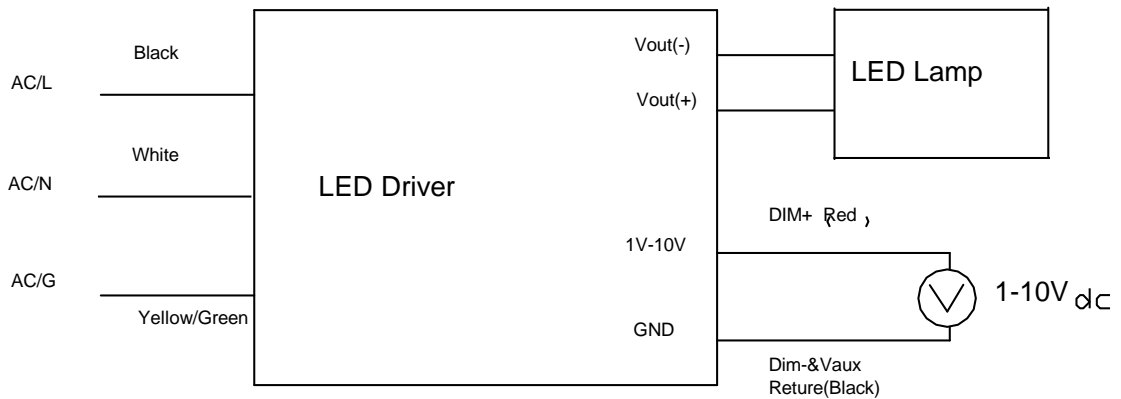 Black
AC/L
White
AC/N
AC/G
Yellow/Green
LED Driver
Vout(-)
Vout(+)
1V-10V
GND
LED Lamp
DIM+ (Red)
1-10V dc
Dim-&Vaux
Reture(Black)